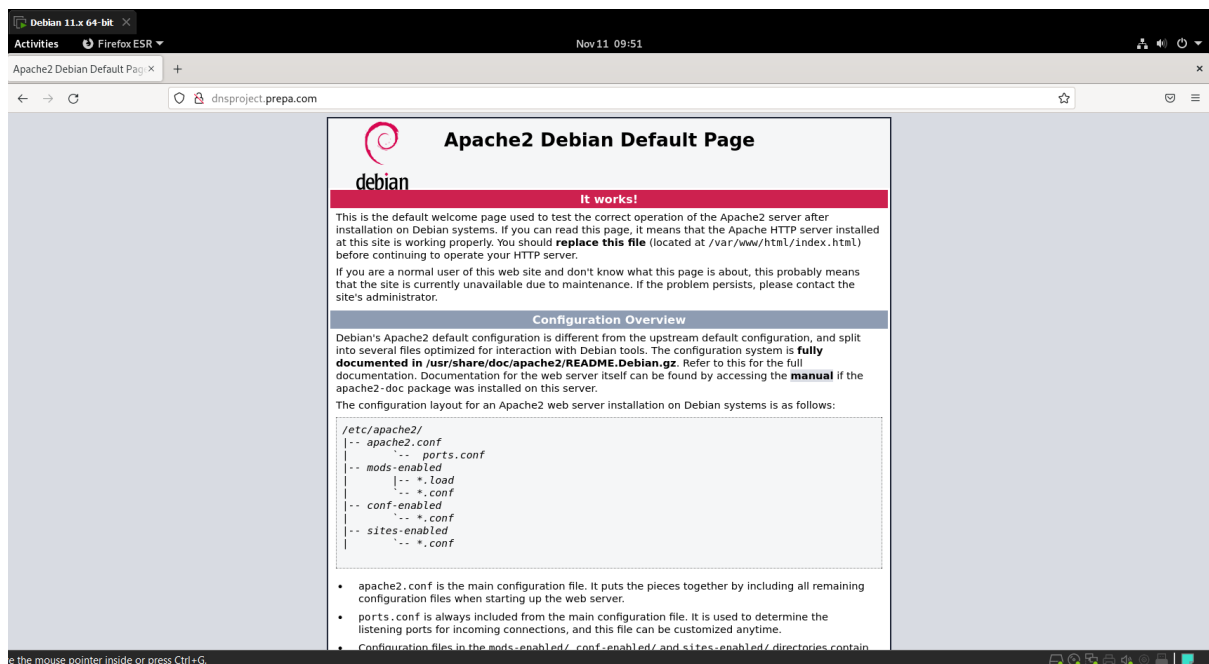 Debian 11.x 64-bit
Activities Firefox ESR Nov 11 09:51
Apache2 Debian Default Pag
dnsproject.prepa.com
debian
Apache2 Debian Default Page
It works!
This is the default welcome page used to test the correct operation of the Apache2 server after
installation on Debian systems. If you can read this page, it means that the Apache HTTP server installed
at this site is working properly. You should replace this file (located at /var/www/html/index.html)
before continuing to operate your HTTP server.
If you are a normal user of this web site and don't know what this page is about, this probably means
that the site is currently unavailable due to maintenance. If the problem persists, please contact the
site's administrator.
Configuration Overview
Debian's Apache2 default configuration is different from the upstream default configuration, and split
into several files optimized for interaction with Debian tools. The configuration system is fully
documented in /usr/share/doc/apache2/README.Debian.gz. Refer to this for the full
documentation. Documentation for the web server itself can be found by accessing the manual if the
apache2-doc package was installed on this server.
The configuration layout for an Apache2 web server installation on Debian systems is as follows:
/etc/apache2/
|-- apache2.conf
|       `--  ports.conf
|-- mods-enabled
|       |-- *.load
|       `-- *.conf
|-- conf-enabled
|       `-- *.conf
|-- sites-enabled
|       `-- *.conf
• apache2.conf is the main configuration file. It puts the pieces together by including all remaining
configuration files when starting up the web server.
• ports.conf is always included from the main configuration file. It is used to determine the
listening ports for incoming connections, and this file can be customized anytime.
• Configuration files in the mods-enabled/, conf-enabled/ and sites-enabled/ directories contain
e the mouse pointer inside or press Ctrl+G.